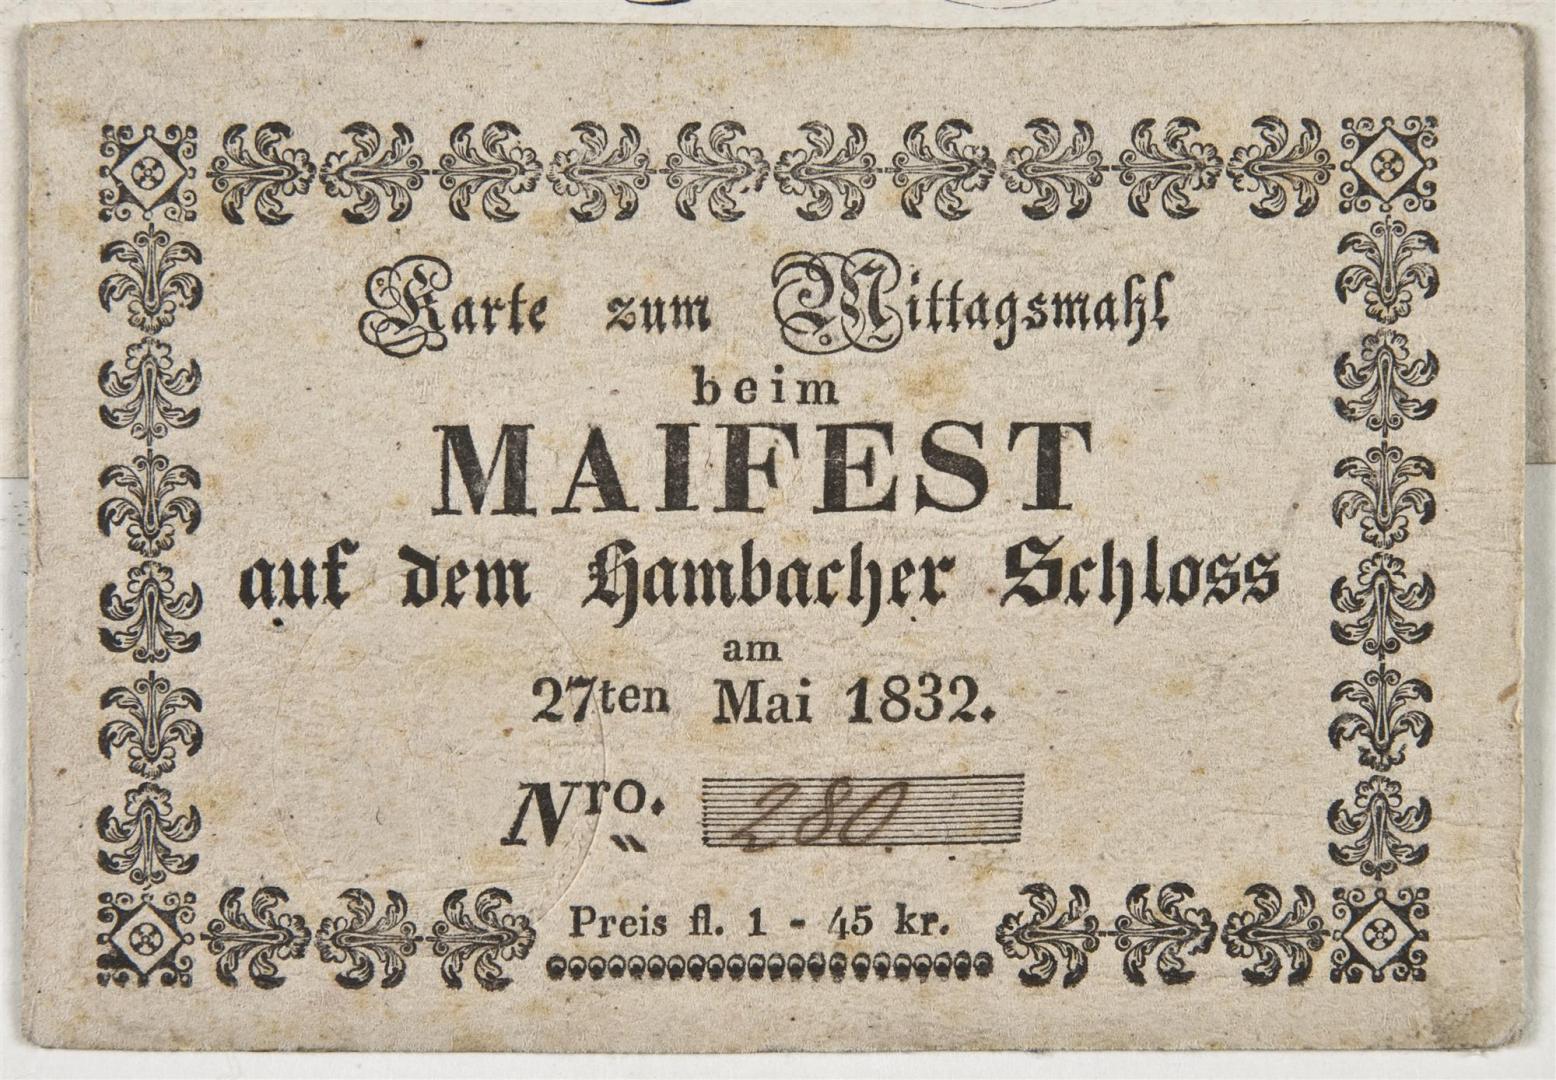 Karte zum Mittagsmahl
beim
MAIFEST
auf dem Hambacher Schloss
am
27ten Mai 1832.
Nro. 280
Preis fl. 1 - 45 kr.